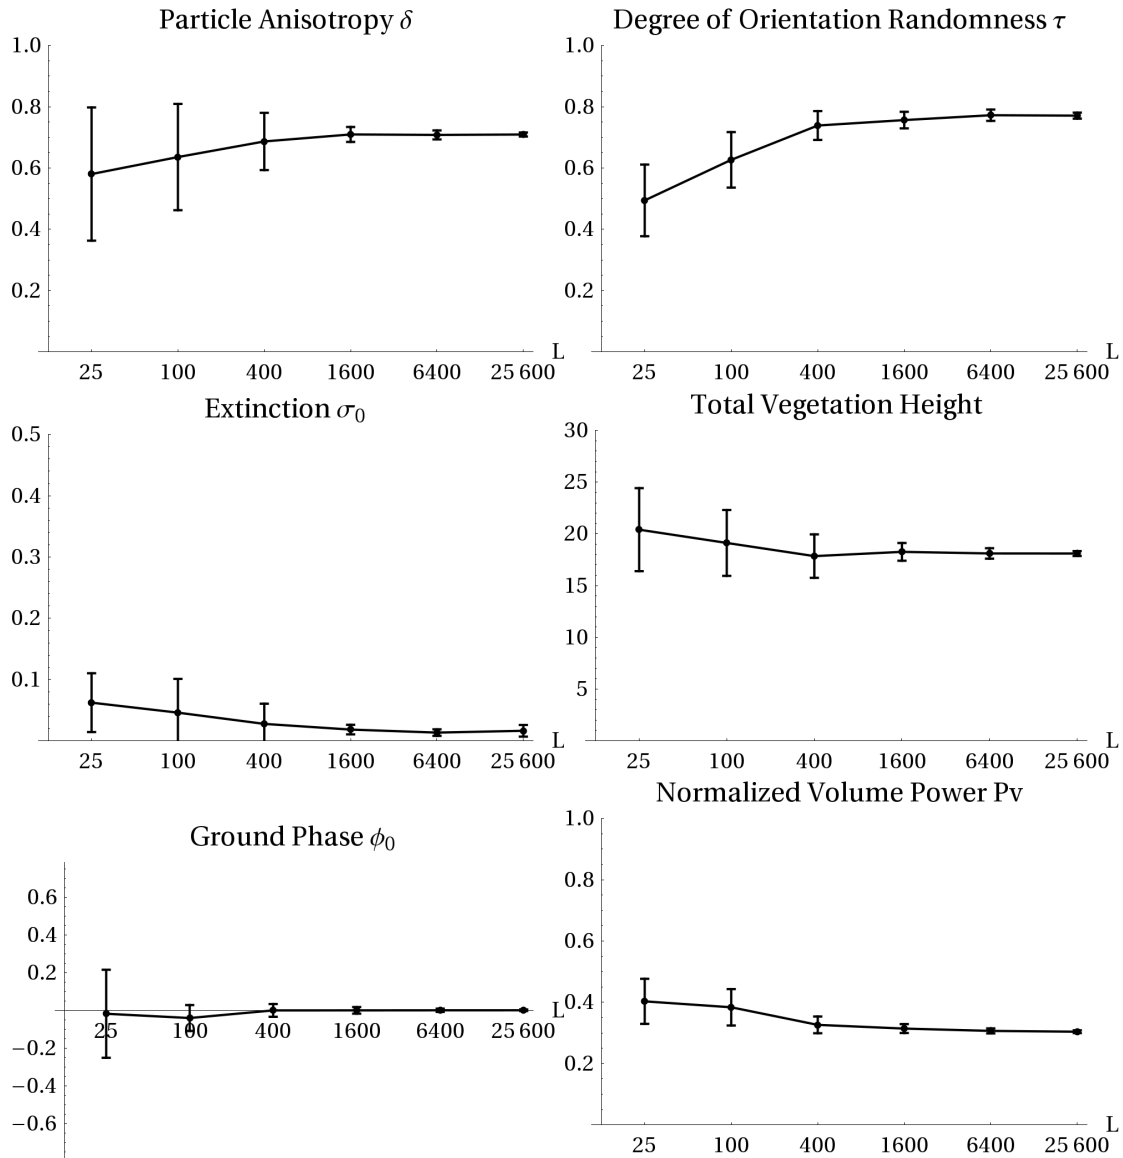 Particle Anisotropy δ
1.0
0.8
0.6
0.4
0.2
25 100 400 1600 6400 25 600 L
Degree of Orientation Randomness τ
1.0
0.8
0.6
0.4
0.2
25 100 400 1600 6400 25 600 L
Extinction σ₀
0.5
0.4
0.3
0.2
0.1
25 100 400 1600 6400 25 600 L
Total Vegetation Height
30
25
20
15
10
5
25 100 400 1600 6400 25 600 L
Ground Phase ϕ₀
0.6
0.4
0.2
25 100 400 1600 6400 25 600 L
−0.2
−0.4
−0.6
Normalized Volume Power Pv
1.0
0.8
0.6
0.4
0.2
25 100 400 1600 6400 25 600 L